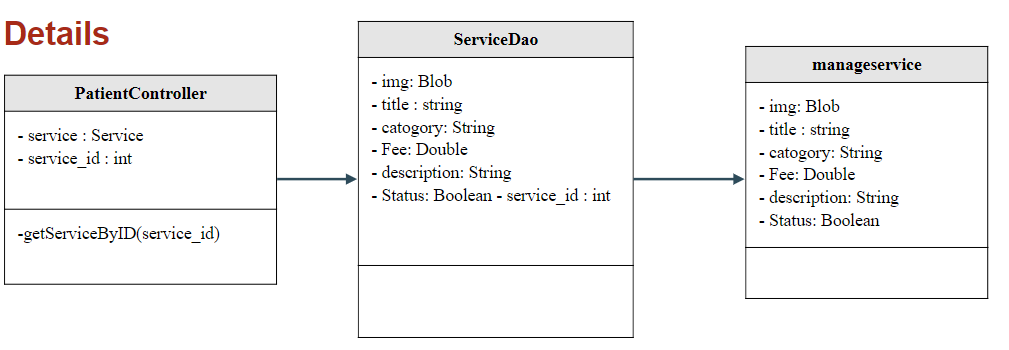 Details
PatientController
- service : Service
- service_id : int
-getServiceByID(service_id)
ServiceDao
- img: Blob
- title : string
- catogory: String
- Fee: Double
- description: String
- Status: Boolean - service_id : int
manageservice
- img: Blob
- title : string
- catogory: String
- Fee: Double
- description: String
- Status: Boolean